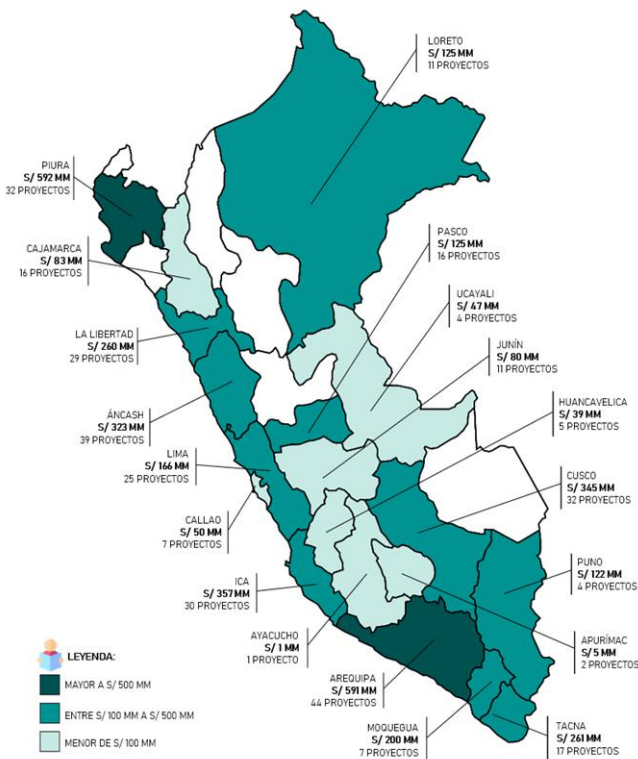 LORETO
S/ 125 MM
11 PROYECTOS
PIURA
S/ 592 MM
32 PROYECTOS
PASCO
S/ 125 MM
16 PROYECTOS
CAJAMARCA
S/ 83 MM
16 PROYECTOS
UCAYALI
S/ 47 MM
4 PROYECTOS
LA LIBERTAD
S/ 260 MM
29 PROYECTOS
JUNÍN
S/ 80 MM
11 PROYECTOS
HUANCAVELICA
S/ 39 MM
5 PROYECTOS
ÁNCASH
S/ 323 MM
39 PROYECTOS
LIMA
S/ 166 MM
25 PROYECTOS
CUSCO
S/ 345 MM
32 PROYECTOS
CALLAO
S/ 50 MM
7 PROYECTOS
PUNO
S/ 122 MM
4 PROYECTOS
ICA
S/ 357 MM
30 PROYECTOS
AYACUCHO
S/ 1 MM
1 PROYECTO
APURÍMAC
S/ 5 MM
2 PROYECTOS
AREQUIPA
S/ 591 MM
44 PROYECTOS
MOQUEGUA
S/ 200 MM
7 PROYECTOS
TACNA
S/ 261 MM
17 PROYECTOS
LEYENDA:
MAYOR A S/ 500 MM
ENTRE S/ 100 MM A S/ 500 MM
MENOR DE S/ 100 MM